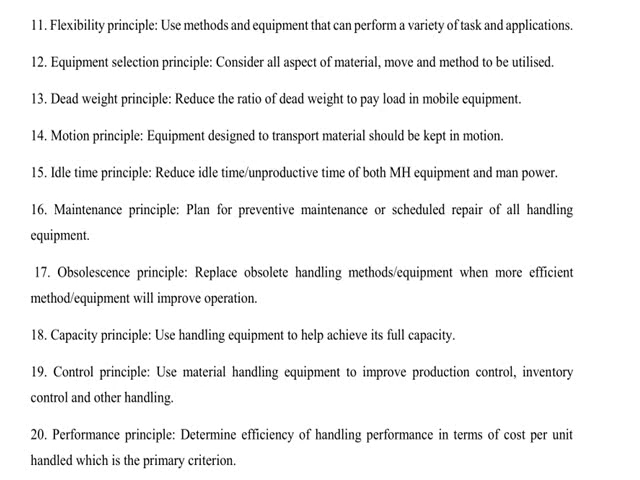 11. Flexibility principle: Use methods and equipment that can perform a variety of task and applications.
12. Equipment selection principle: Consider all aspect of material, move and method to be utilised.
13. Dead weight principle: Reduce the ratio of dead weight to pay load in mobile equipment.
14. Motion principle: Equipment designed to transport material should be kept in motion.
15. Idle time principle: Reduce idle time/unproductive time of both MH equipment and man power.
16. Maintenance principle: Plan for preventive maintenance or scheduled repair of all handling
equipment.
17. Obsolescence principle: Replace obsolete handling methods/equipment when more efficient
method/equipment will improve operation.
18. Capacity principle: Use handling equipment to help achieve its full capacity.
19. Control principle: Use material handling equipment to improve production control, inventory
control and other handling.
20. Performance principle: Determine efficiency of handling performance in terms of cost per unit
handled which is the primary criterion.